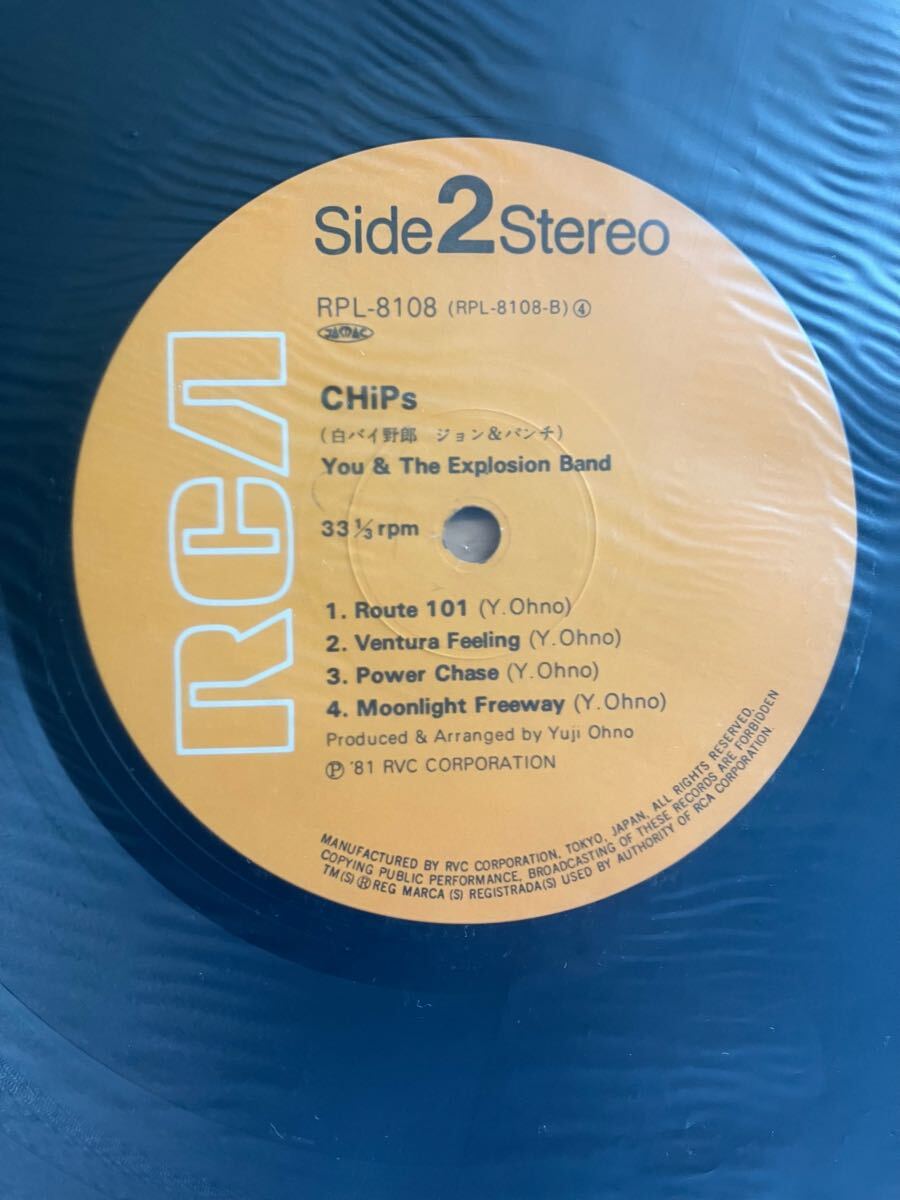 Side 2 Stereo
RPL-8108 (RPL-8108-B) ④
JASRAC
CHiPs
(白バイ野郎 ジョン&パンチ)
You & The Explosion Band
33 1/3 rpm
1. Route 101 (Y. Ohno)
2. Ventura Feeling (Y. Ohno)
3. Power Chase (Y. Ohno)
4. Moonlight Freeway (Y. Ohno)
Produced & Arranged by Yuji Ohno
Ⓟ '81 RVC CORPORATION
MANUFACTURED BY RVC CORPORATION, TOKYO, JAPAN, ALL RIGHTS RESERVED.
COPYING PUBLIC PERFORMANCE, BROADCASTING OF THESE RECORDS ARE FORBIDDEN
TM(S) ® REG MARCA (S) REGISTRADA(S) USED BY AUTHORITY OF RCA CORPORATION.
RCA